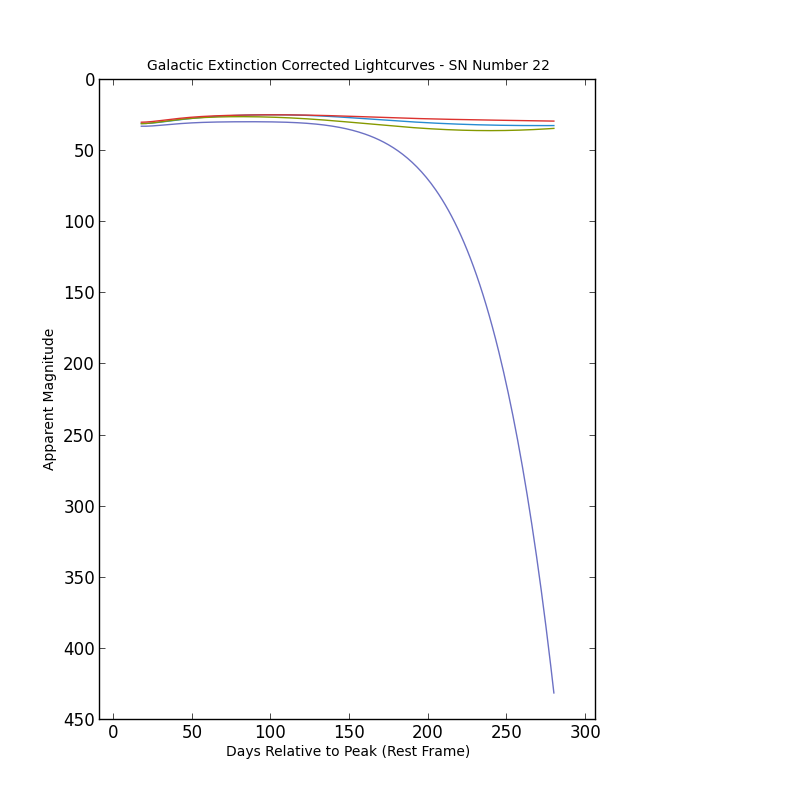 Galactic Extinction Corrected Lightcurves - SN Number 22
0
50
100
150
200
250
300
350
400
450
Apparent Magnitude
0 50 100 150 200 250 300
Days Relative to Peak (Rest Frame)